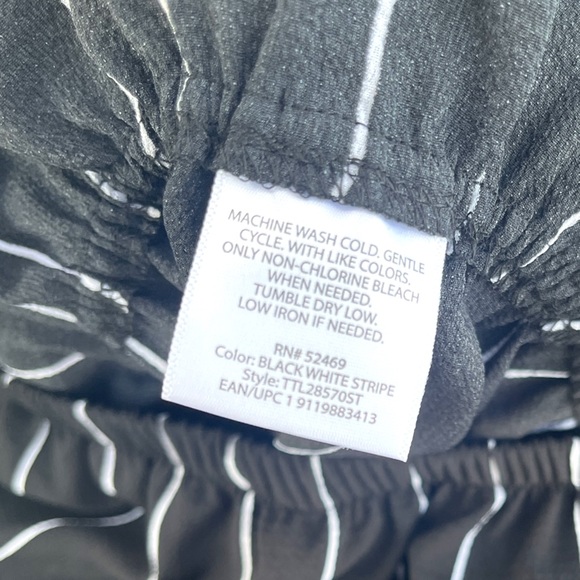 MACHINE WASH COLD. GENTLE
CYCLE. WITH LIKE COLORS.
ONLY NON-CHLORINE BLEACH
WHEN NEEDED.
TUMBLE DRY LOW.
LOW IRON IF NEEDED.
RN# 52469
Color: BLACK WHITE STRIPE
Style: TTL28570ST
EAN/UPC 1 9119883413